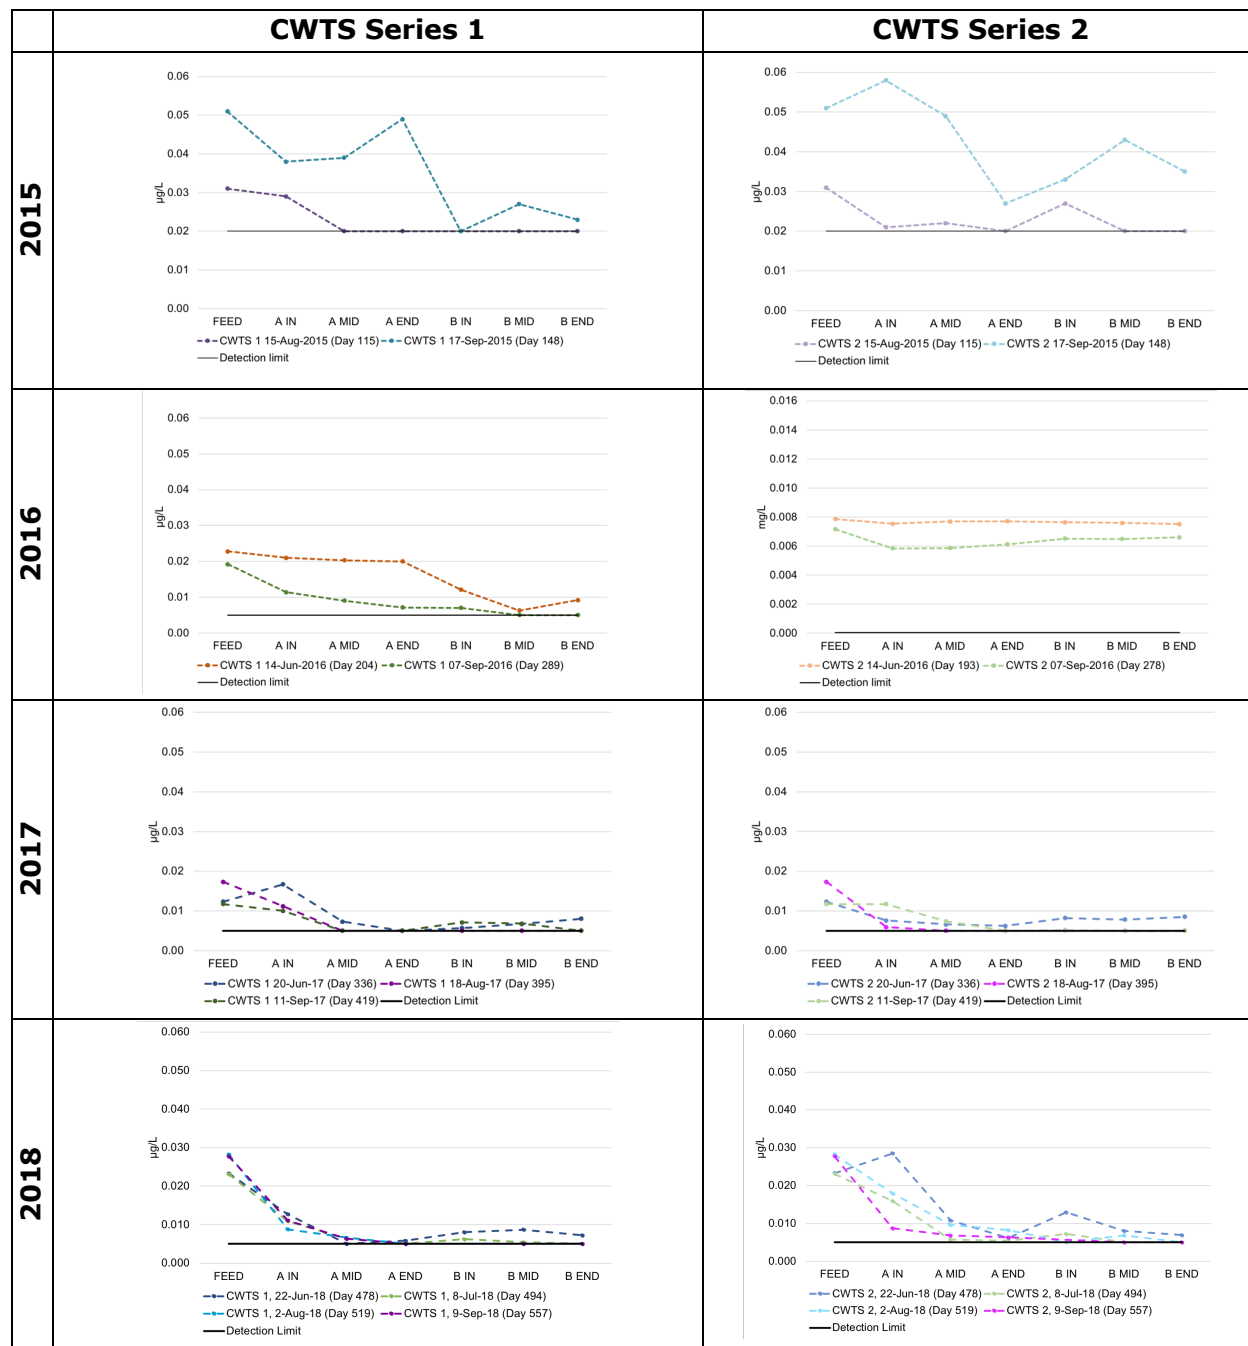 CWTS Series 1
CWTS Series 2
2015
0.06
0.05
0.04
0.03
0.02
0.01
0.00
µg/L
FEED A IN A MID A END B IN B MID B END
CWTS 1 15-Aug-2015 (Day 115) CWTS 1 17-Sep-2015 (Day 148)
Detection limit
0.06
0.05
0.04
0.03
0.02
0.01
0.00
µg/L
FEED A IN A MID A END B IN B MID B END
CWTS 2 15-Aug-2015 (Day 115) CWTS 2 17-Sep-2015 (Day 148)
Detection limit
2016
0.06
0.05
0.04
0.03
0.02
0.01
0.00
µg/L
FEED A IN A MID A END B IN B MID B END
CWTS 1 14-Jun-2016 (Day 204) CWTS 1 07-Sep-2016 (Day 289)
Detection limit
0.016
0.014
0.012
0.010
0.008
0.006
0.004
0.002
0.000
mg/L
FEED A IN A MID A END B IN B MID B END
CWTS 2 14-Jun-2016 (Day 193) CWTS 2 07-Sep-2016 (Day 278)
Detection limit
2017
0.06
0.05
0.04
0.03
0.02
0.01
0.00
µg/L
FEED A IN A MID A END B IN B MID B END
CWTS 1 20-Jun-17 (Day 336) CWTS 1 18-Aug-17 (Day 395)
CWTS 1 11-Sep-17 (Day 419) Detection Limit
0.06
0.05
0.04
0.03
0.02
0.01
0.00
µg/L
FEED A IN A MID A END B IN B MID B END
CWTS 2 20-Jun-17 (Day 336) CWTS 2 18-Aug-17 (Day 395)
CWTS 2 11-Sep-17 (Day 419) Detection Limit
2018
0.060
0.050
0.040
0.030
0.020
0.010
0.000
µg/L
FEED A IN A MID A END B IN B MID B END
CWTS 1, 22-Jun-18 (Day 478) CWTS 1, 8-Jul-18 (Day 494)
CWTS 1, 2-Aug-18 (Day 519) CWTS 1, 9-Sep-18 (Day 557)
Detection Limit
0.060
0.050
0.040
0.030
0.020
0.010
0.000
µg/L
FEED A IN A MID A END B IN B MID B END
CWTS 2, 22-Jun-18 (Day 478) CWTS 2, 8-Jul-18 (Day 494)
CWTS 2, 2-Aug-18 (Day 519) CWTS 2, 9-Sep-18 (Day 557)
Detection Limit